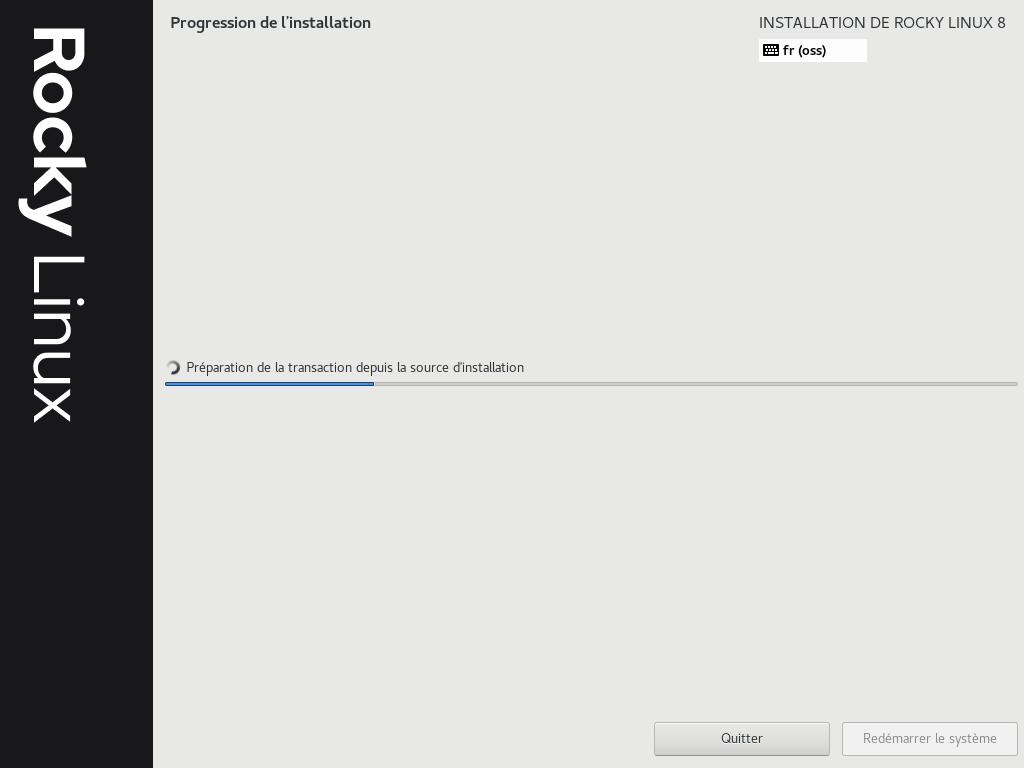 Rocky Linux
Progression de l'installation
INSTALLATION DE ROCKY LINUX 8
fr (oss)
Préparation de la transaction depuis la source d'installation
Quitter
Redémarrer le système